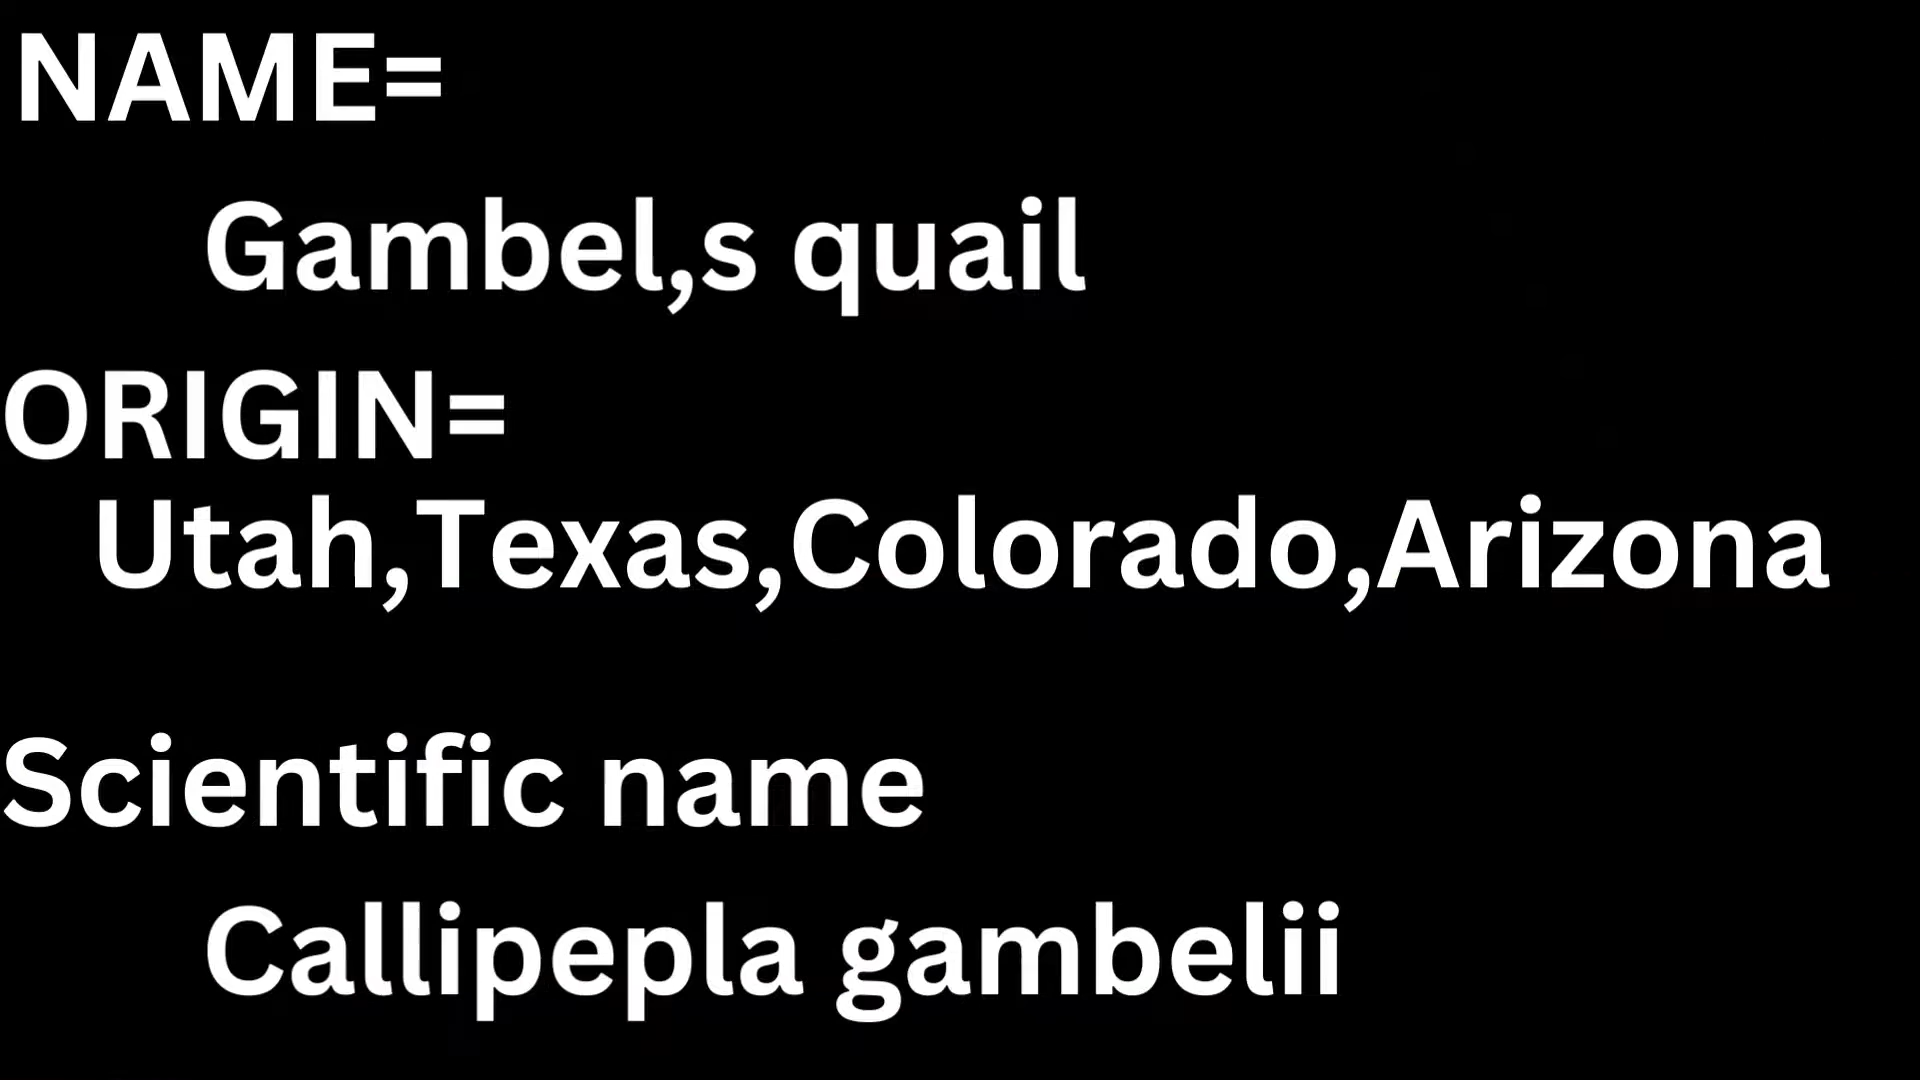 NAME=
Gambel,s quail
ORIGIN=
Utah,Texas,Colorado,Arizona
Scientific name
Callipepla gambelii